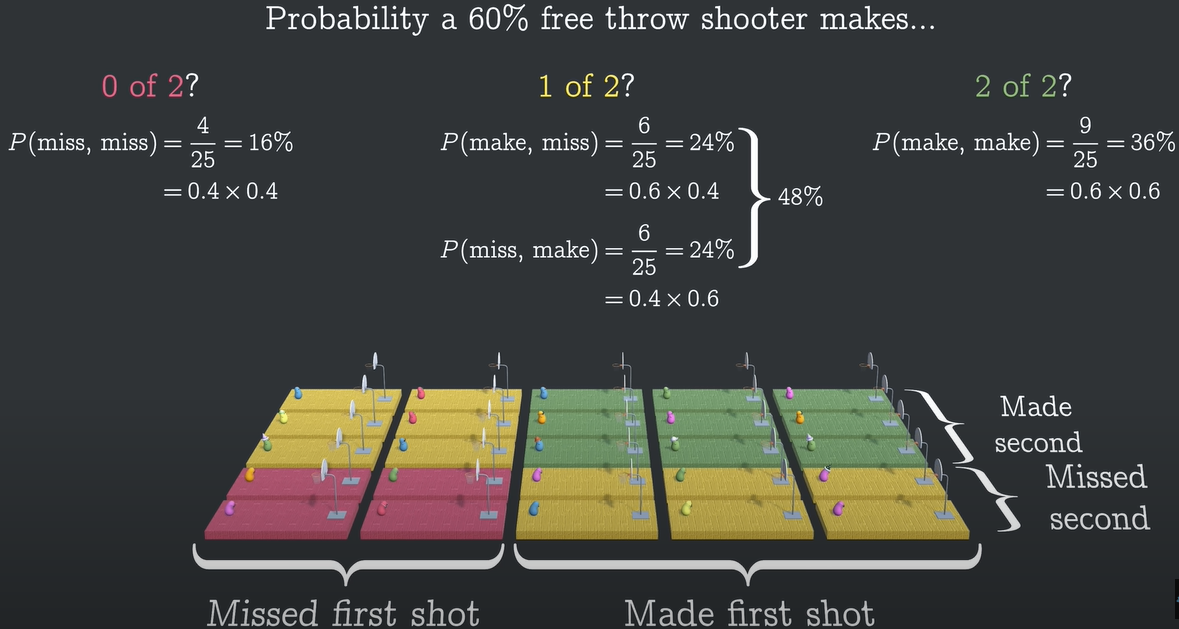 Probability a 60% free throw shooter makes...
0 of 2?
P(miss, miss) = 4/25 = 16%
= 0.4 × 0.4
1 of 2?
P(make, miss) = 6/25 = 24%
= 0.6 × 0.4
P(miss, make) = 6/25 = 24%
= 0.4 × 0.6
48%
2 of 2?
P(make, make) = 9/25 = 36%
= 0.6 × 0.6
Made
second
Missed
second
Missed first shot
Made first shot